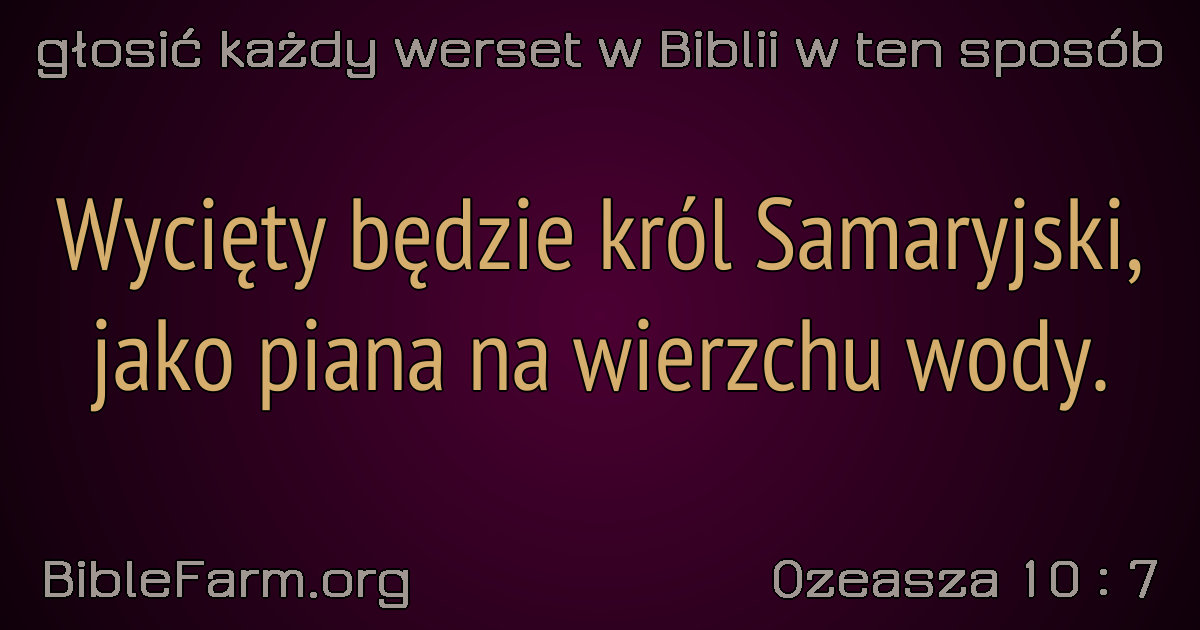 głosić każdy werset w Biblii w ten sposób
Wycięty będzie król Samaryjski,
jako piana na wierzchu wody.
BibleFarm.org
Ozeasza 10 : 7